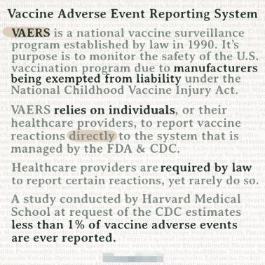 Vaccine Adverse Event Reporting System
VAERS is a national vaccine surveillance
program established by law in 1990. It's
purpose is to monitor the safety of the U.S.
vaccination program due to manufacturers
being exempted from liability under the
National Childhood Vaccine Injury Act.
VAERS relies on individuals, or their
healthcare providers, to report vaccine
reactions directly to the system that is
managed by the FDA & CDC.
Healthcare providers are required by law
to report certain reactions, yet rarely do so.
A study conducted by Harvard Medical
School at request of the CDC estimates
less than 1% of vaccine adverse events
are ever reported.